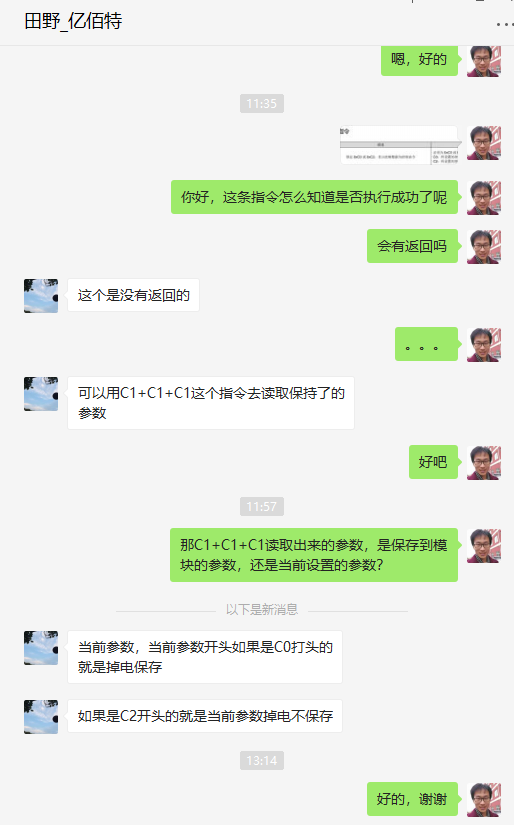 田野_亿佰特
嗯，好的
11:35
指令
你好，这条指令怎么知道是否执行成功了呢
会有返回吗
这个是没有返回的
。。。
可以用C1+C1+C1这个指令去读取保持了的
参数
好吧
11:57
那C1+C1+C1读取出来的参数，是保存到模
块的参数，还是当前设置的参数？
以下是新消息
当前参数，当前参数开头如果是C0打头的
就是掉电保存
如果是C2开头的就是当前参数掉电不保存
13:14
好的，谢谢